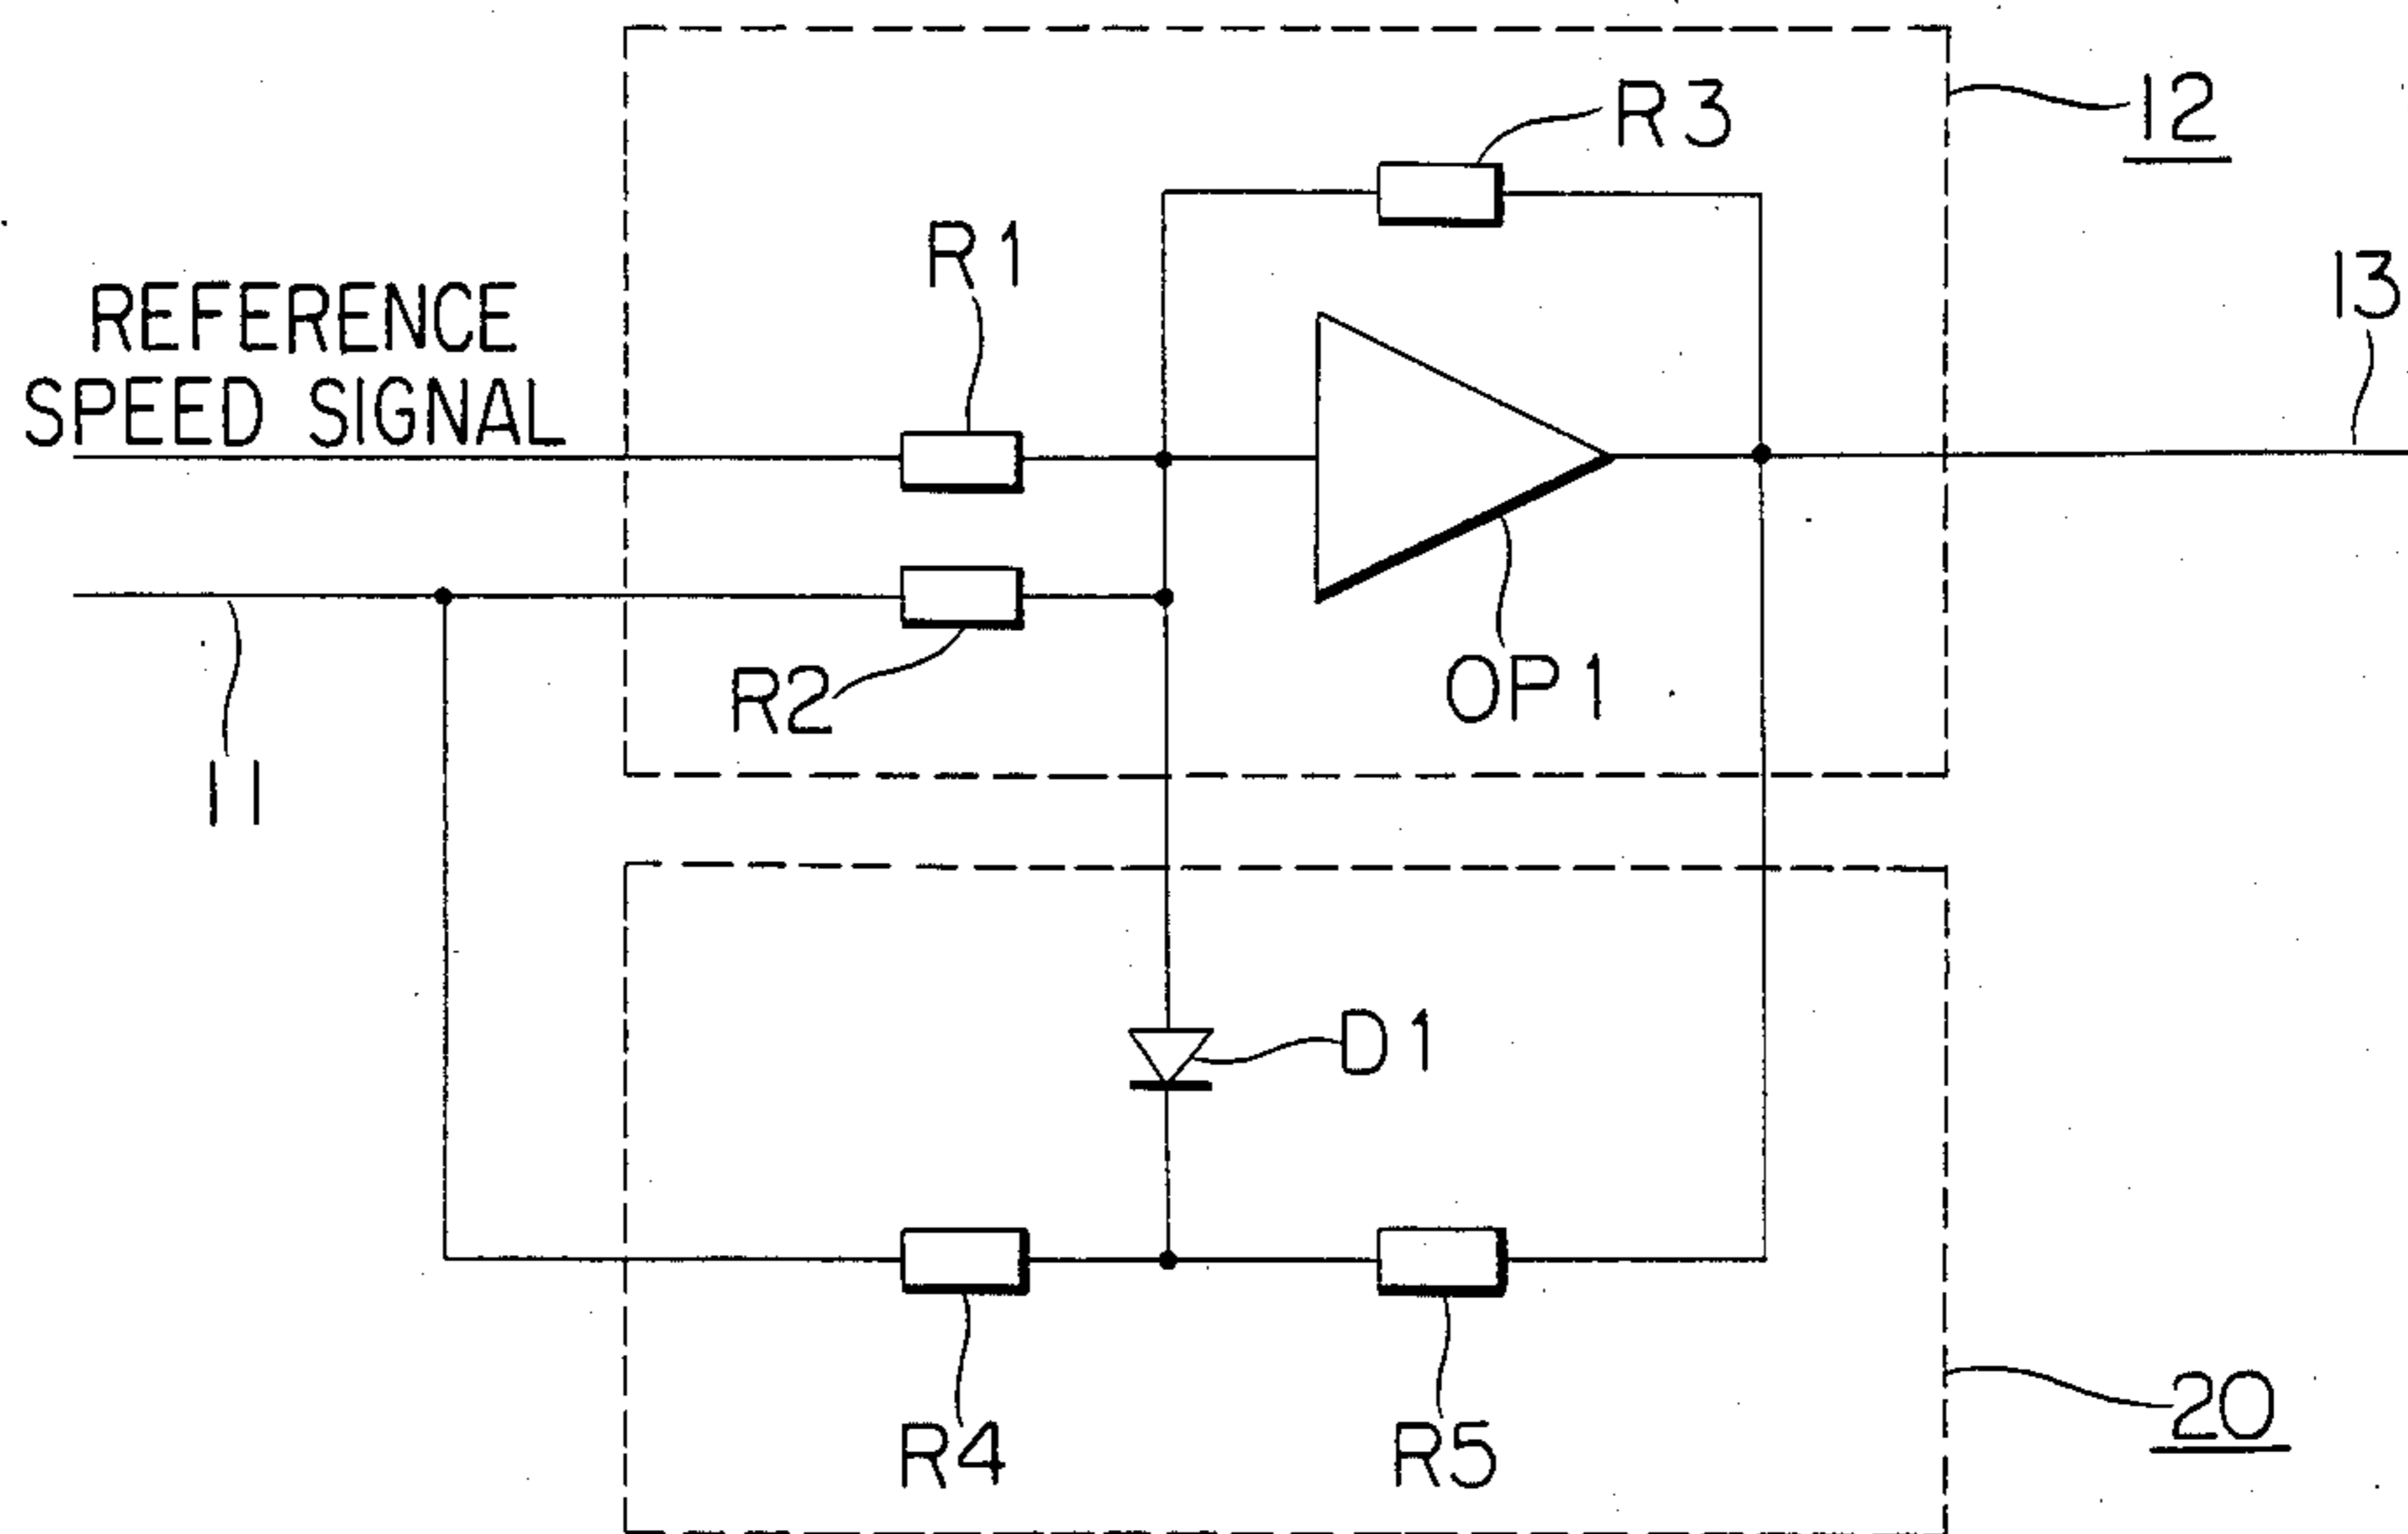 12
R3
R1
13
REFERENCE
SPEED SIGNAL
R2
OP1
11
D1
20
R4
R5